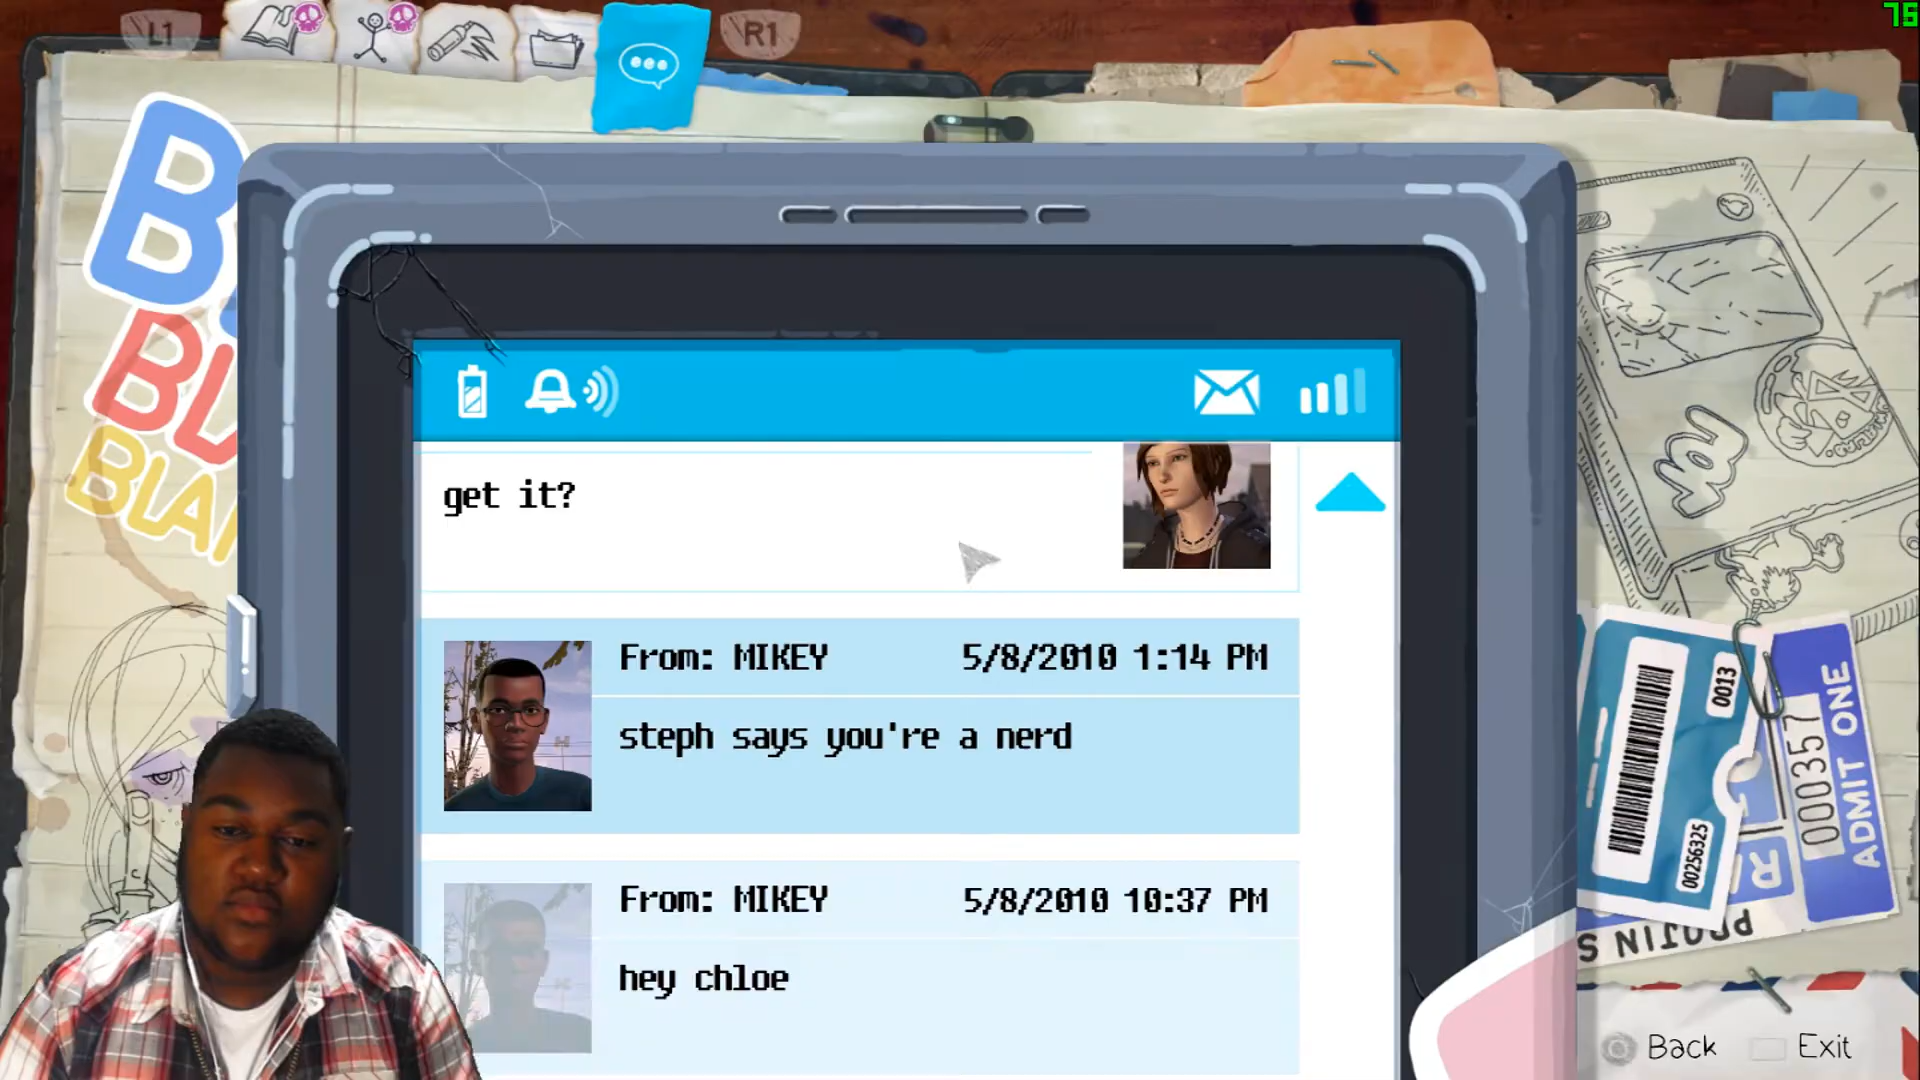 75
L1
R1
get it?
From: MIKEY 5/8/2010 1:14 PM
steph says you're a nerd
From: MIKEY 5/8/2010 10:37 PM
hey chloe
0013
00256325
000357
ADMIT ONE
Back
Exit